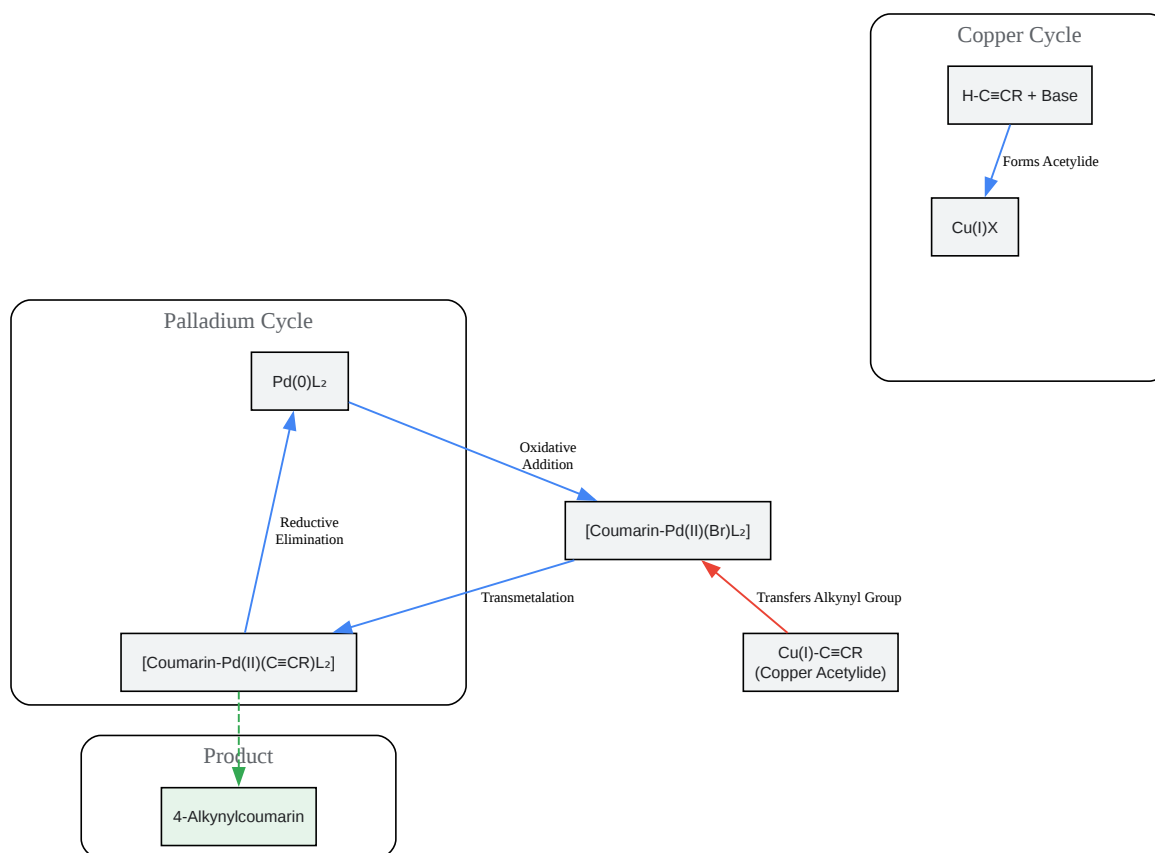 Copper Cycle
H-C≡CR + Base
Forms Acetylide
Cu(I)X
Palladium Cycle
Pd(0)L₂
Oxidative
Addition
[Coumarin-Pd(II)(Br)L₂]
Reductive
Elimination
Transmetalation
Transfers Alkynyl Group
[Coumarin-Pd(II)(C≡CR)L₂]
Cu(I)-C≡CR
(Copper Acetylide)
Product
4-Alkynylcoumarin